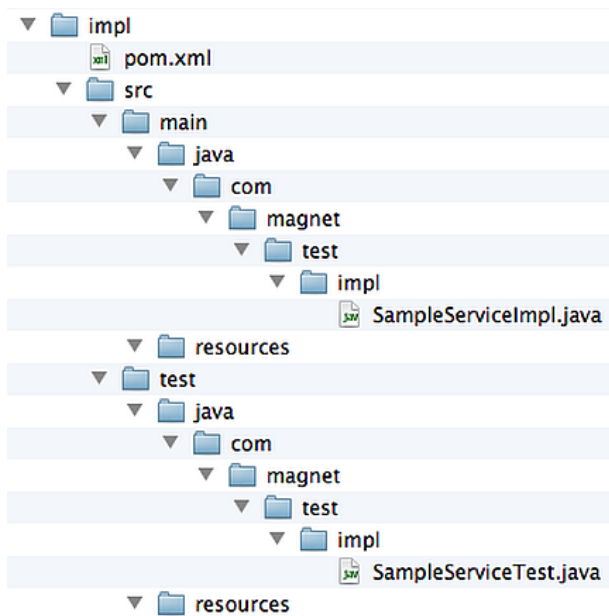 impl
pom.xml
src
main
java
com
magnet
test
impl
SampleServiceImpl.java
resources
test
java
com
magnet
test
impl
SampleServiceTest.java
resources